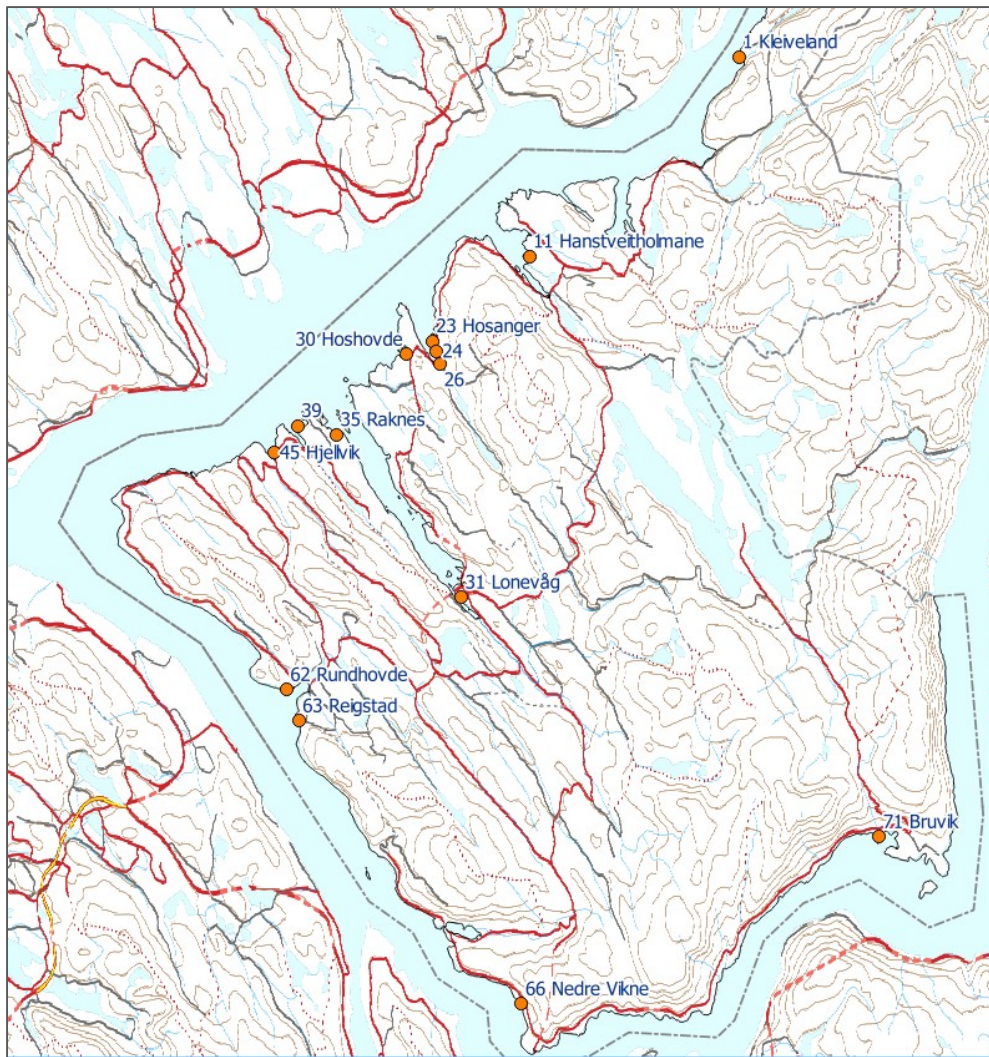 1 Kleiveland
11 Hanstveitholmane
23 Hosanger
30 Hoshovde
24
26
39
35 Raknes
45 Hjellvik
31 Lonevåg
62 Rundhovde
63 Reigstad
71 Bruvik
66 Nedre Vikne